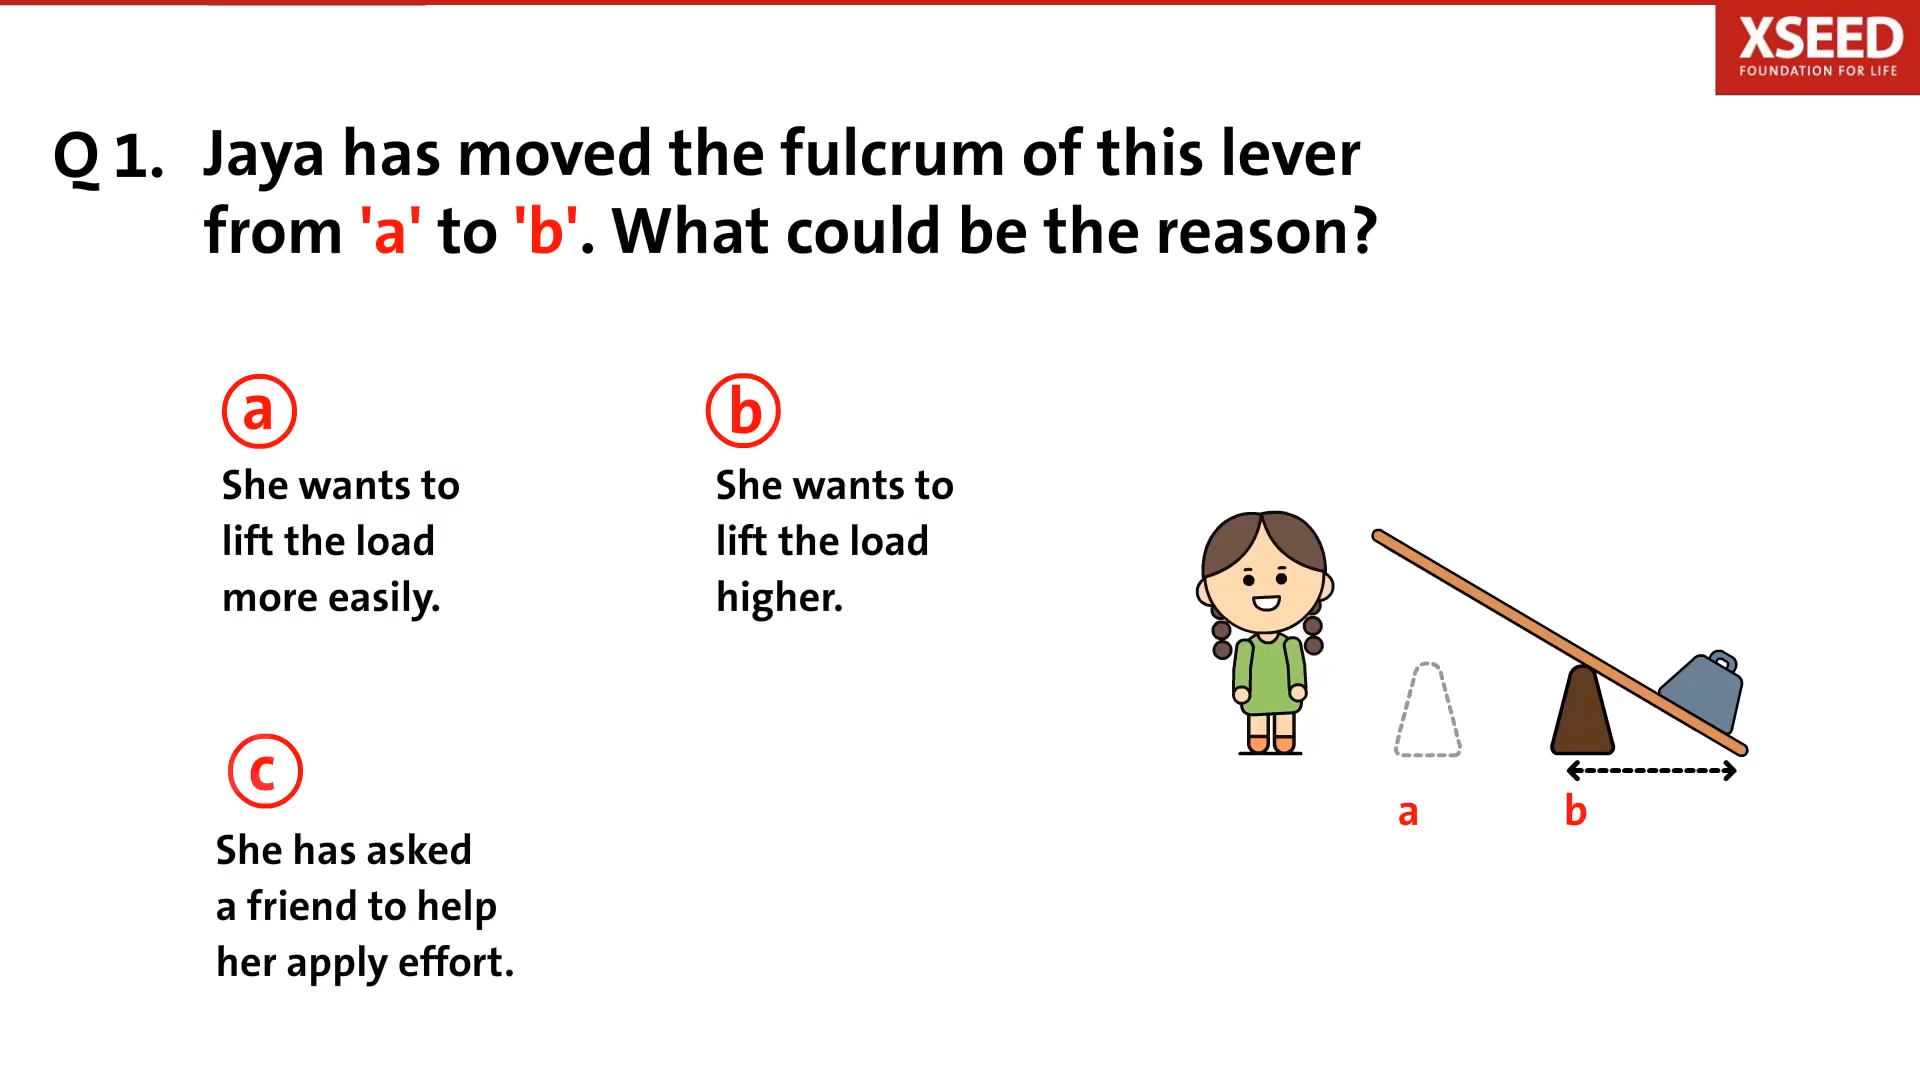 XSEED
FOUNDATION FOR LIFE
Q 1. Jaya has moved the fulcrum of this lever
from 'a' to 'b'. What could be the reason?
a
She wants to
lift the load
more easily.
b
She wants to
lift the load
higher.
c
She has asked
a friend to help
her apply effort.
a
b